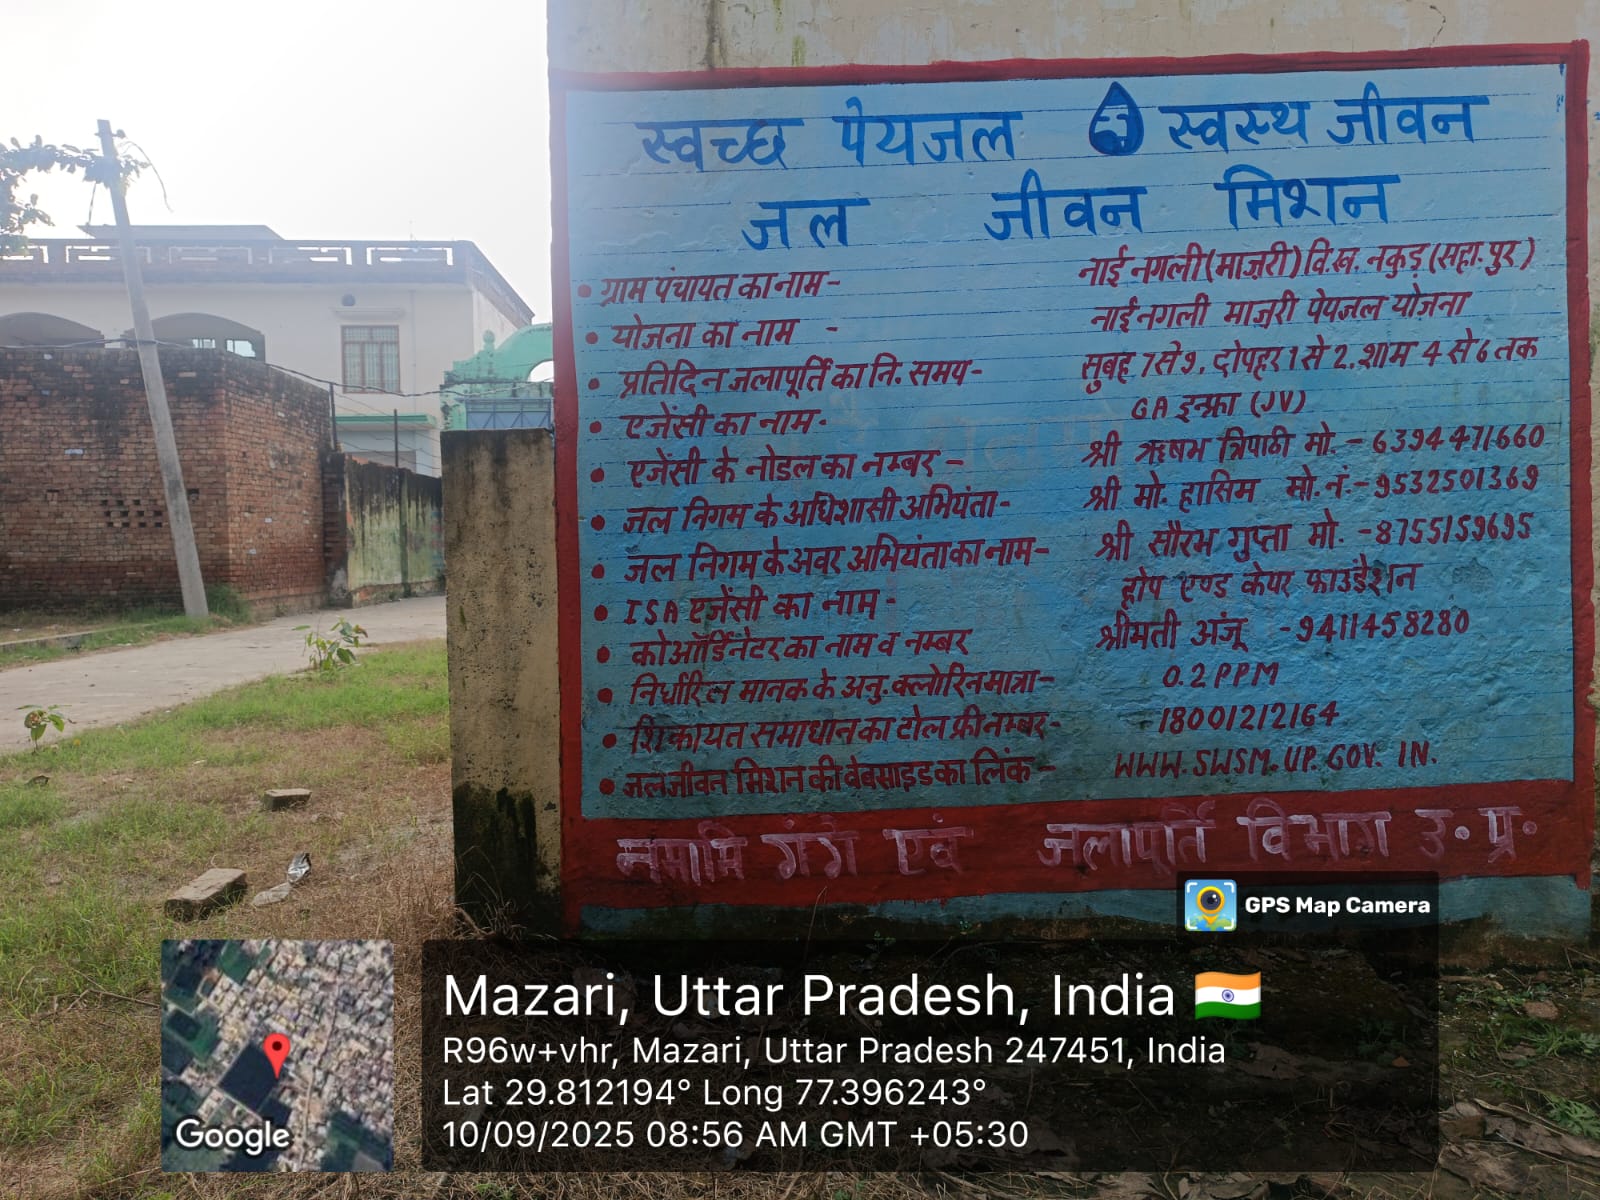 स्वच्छ पेयजल स्वस्थ जीवन
जल जीवन मिशन
• ग्राम पंचायत का नाम- नाई नगली (माज़री) वि.ख. नकुड़ (सहा.पुर)
• योजना का नाम - नाई नगली माज़री पेयजल योजना
• प्रतिदिन जलापूर्ति का नि. समय- सुबह 7 से 9, दोपहर 1 से 2, शाम 4 से 6 तक
• एजेंसी का नाम- GA इन्फ्रा (JV)
• एजेंसी के नोडल का नम्बर - श्री ऋषभ त्रिपाठी मो. - 6394471660
• जल निगम के अधिशासी अभियंता- श्री मो. हासिम मो.नं.- 9532501369
• जल निगम के अवर अभियंता का नाम- श्री सौरभ गुप्ता मो. -8755159695
• ISA एजेंसी का नाम- होप एण्ड केयर फाउंडेशन
• कोऑर्डिनेटर का नाम व नम्बर श्रीमती अंजू -9411458280
• निर्धारित मानक के अनु. क्लोरिन मात्रा- 0.2 PPM
• शिकायत समाधान का टोल फ्री नम्बर- 18001212164
• जल जीवन मिशन की वेबसाइड का लिंक - WWW.SWSM.UP.GOV.IN.
नमामि गंगे एवं जलापूर्ति विभाग उ॰ प्र॰
GPS Map Camera
Mazari, Uttar Pradesh, India
R96w+vhr, Mazari, Uttar Pradesh 247451, India
Lat 29.812194° Long 77.396243°
10/09/2025 08:56 AM GMT +05:30
Google